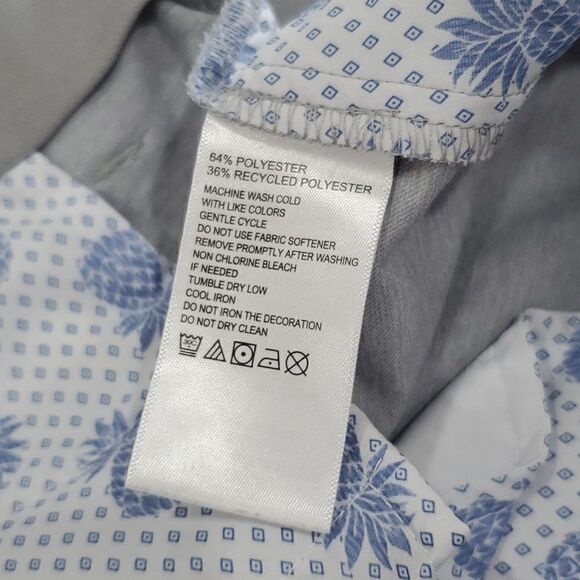 64% POLYESTER
36% RECYCLED POLYESTER
MACHINE WASH COLD
WITH LIKE COLORS
GENTLE CYCLE
DO NOT USE FABRIC SOFTENER
REMOVE PROMPTLY AFTER WASHING
NON CHLORINE BLEACH
IF NEEDED
TUMBLE DRY LOW
COOL IRON
DO NOT IRON THE DECORATION
DO NOT DRY CLEAN
30C